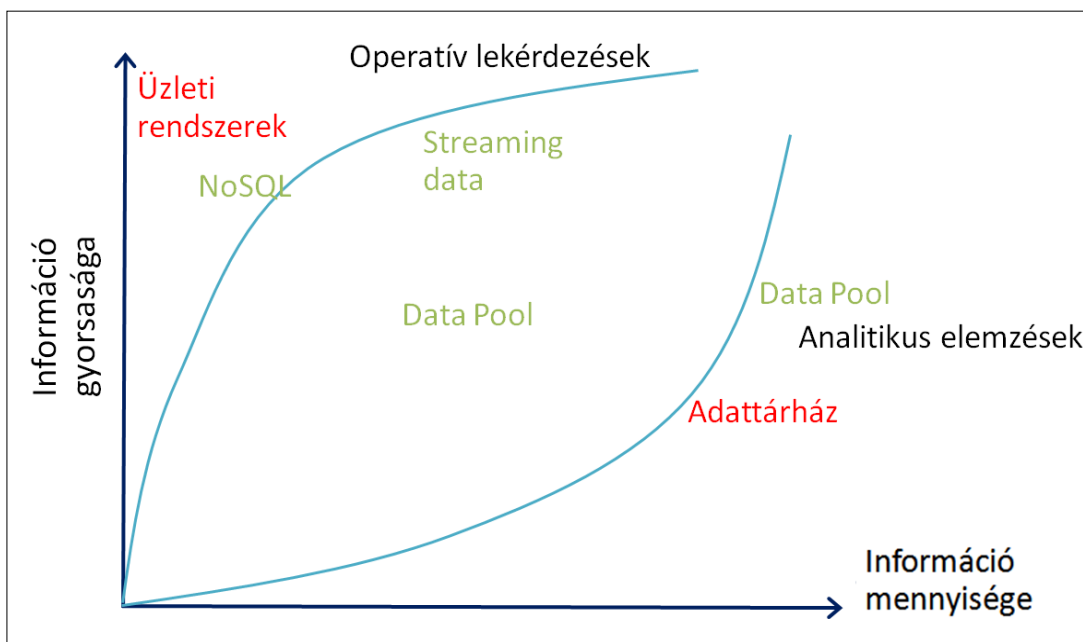 Operatív lekérdezések
Üzleti
rendszerek
Streaming
data
NoSQL
Információ
gyorsasága
Data Pool
Data Pool
Analitikus elemzések
Adattárház
Információ
mennyisége